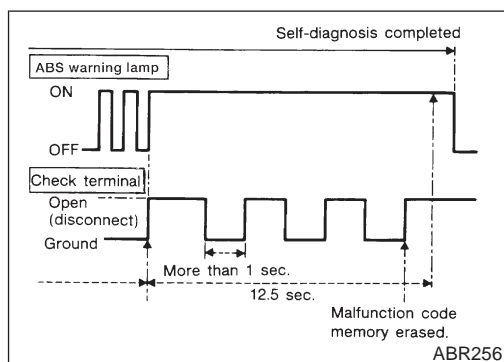 Self-diagnosis completed
ABS warning lamp
ON
OFF
Check terminal
Open
(disconnect)
Ground
More than 1 sec.
12.5 sec.
Malfunction code
memory erased.
ABR256